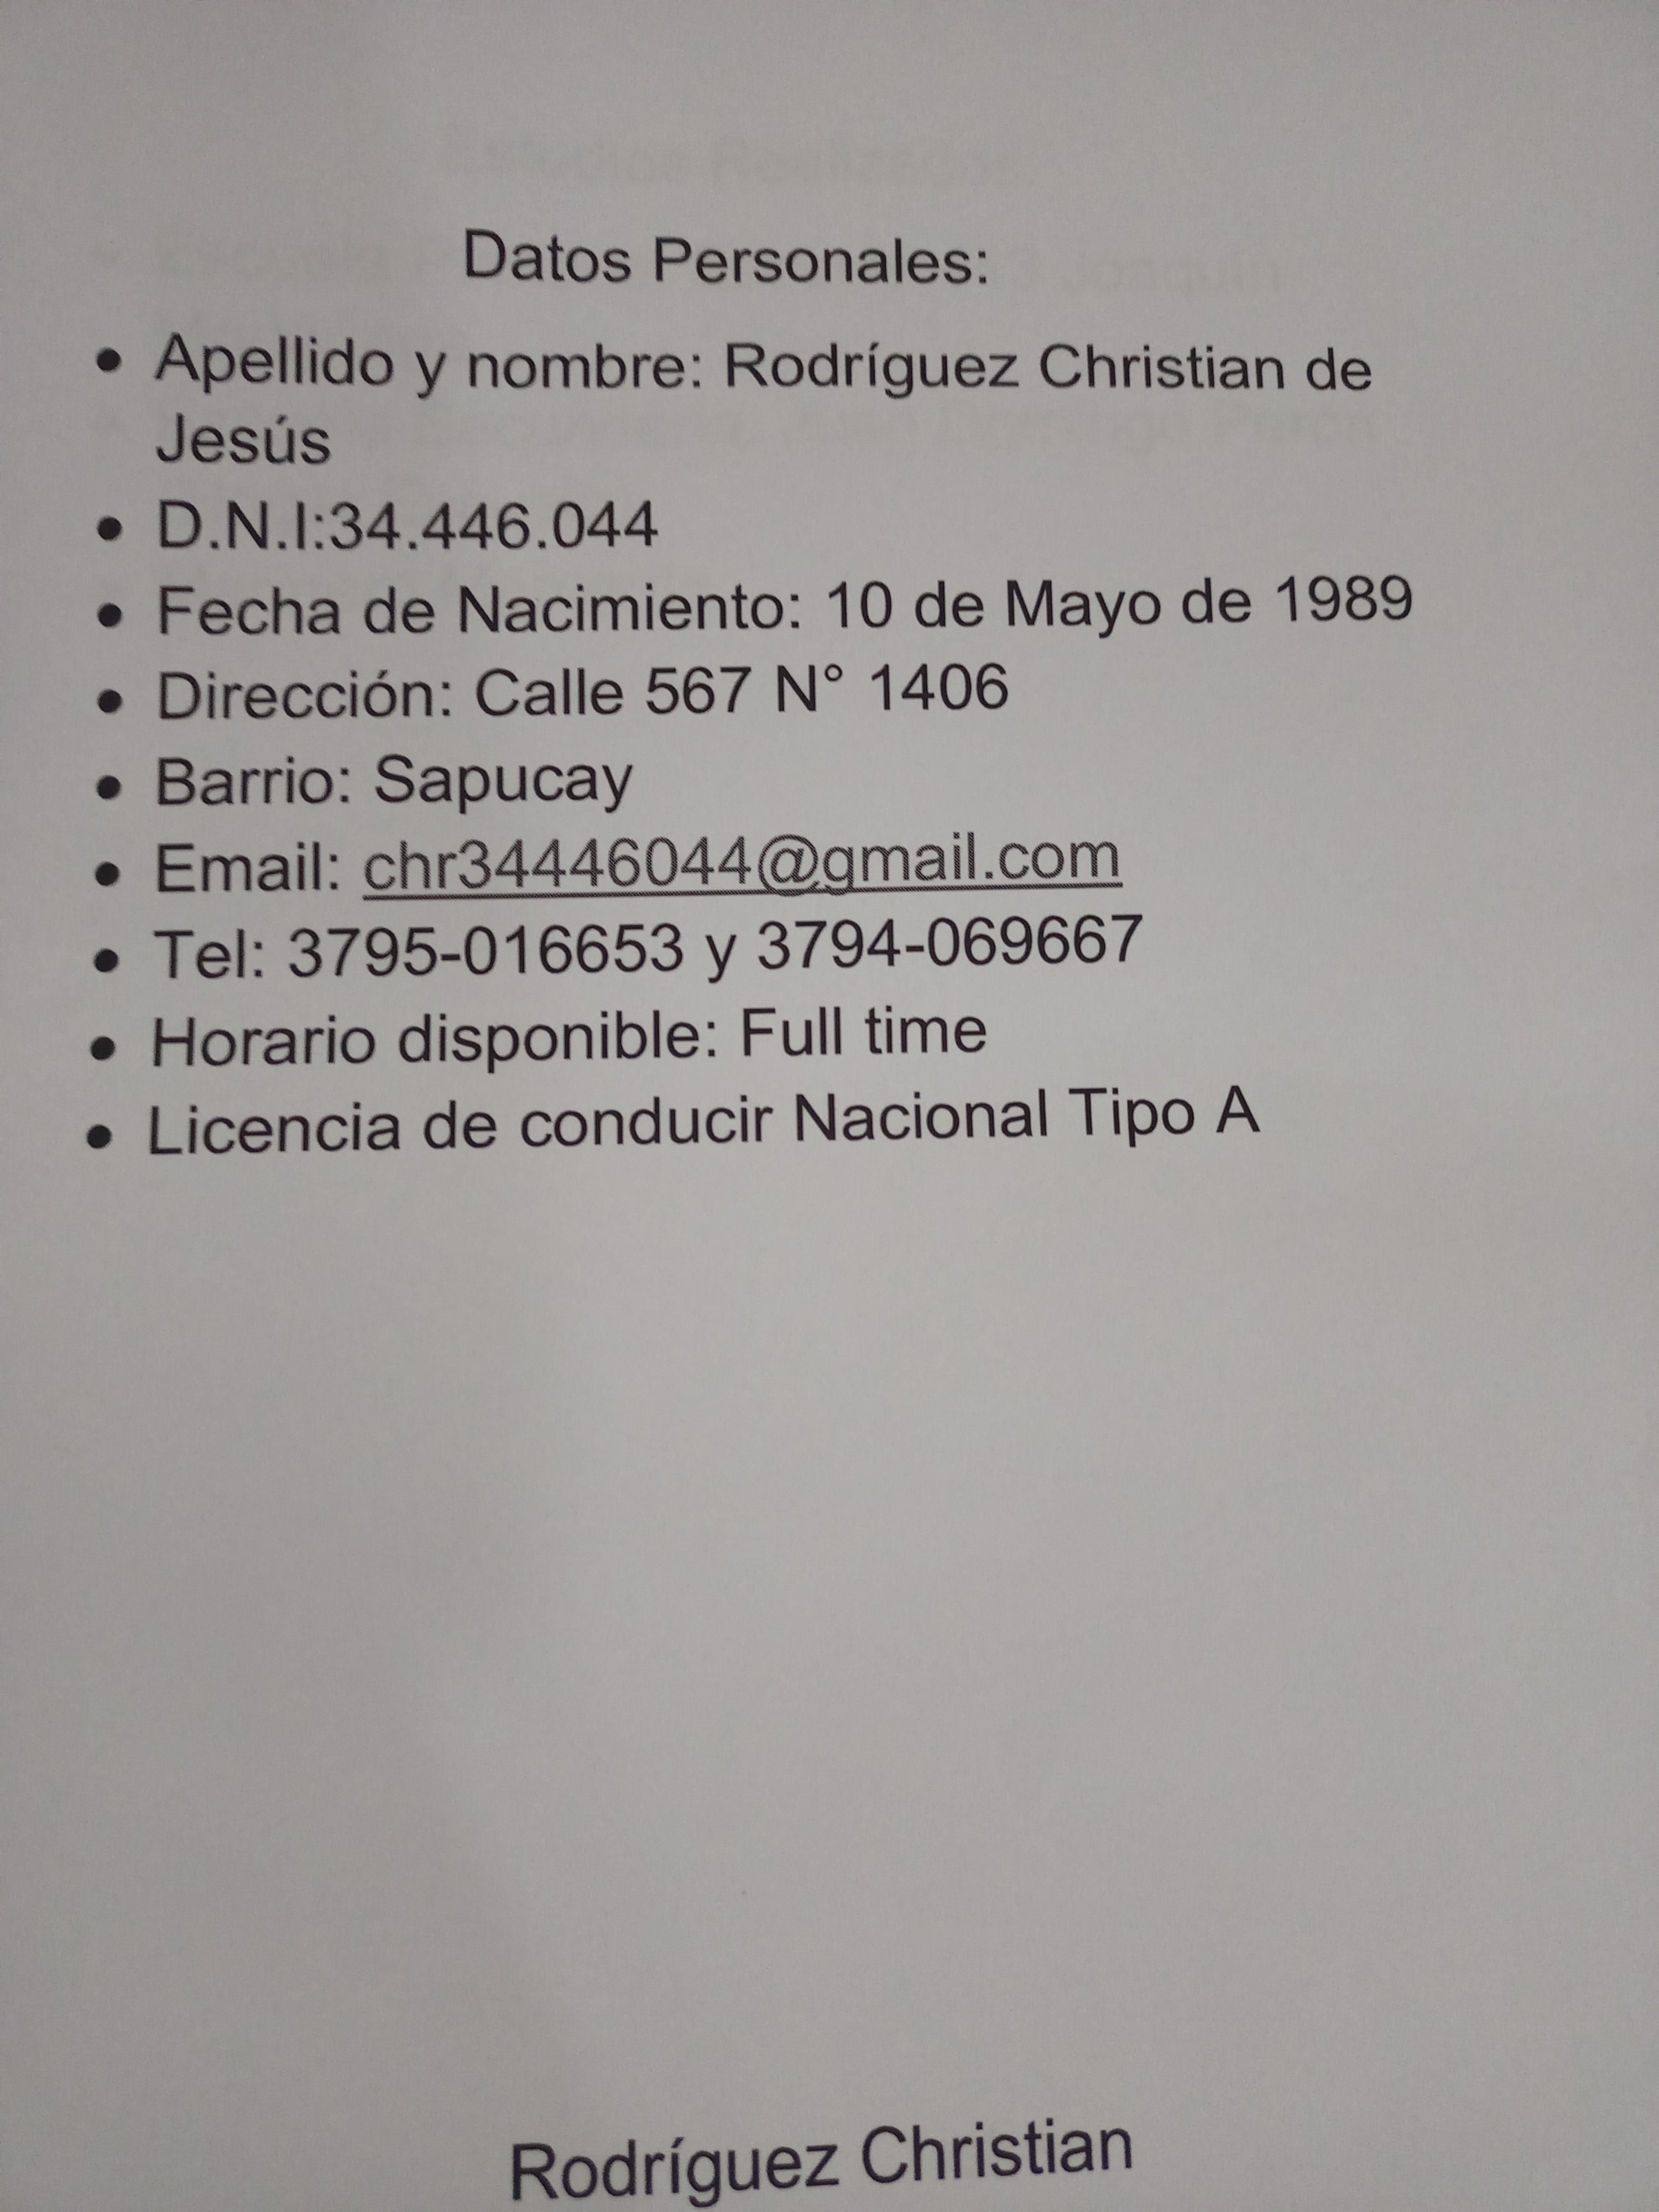 Datos Personales:
• Apellido y nombre: Rodríguez Christian de
Jesús
• D.N.I:34.446.044
• Fecha de Nacimiento: 10 de Mayo de 1989
• Dirección: Calle 567 N° 1406
• Barrio: Sapucay
• Email: chr34446044@gmail.com
• Tel: 3795-016653 y 3794-069667
• Horario disponible: Full time
• Licencia de conducir Nacional Tipo A
Rodríguez Christian